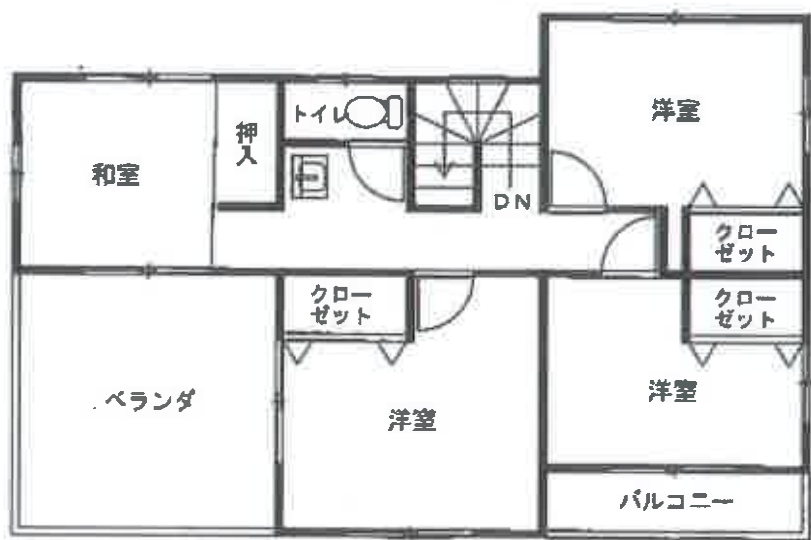 洋室
トイレ
押
入
和室
DN
クロー
ゼット
クロー
ゼット
クロー
ゼット
ベランダ
洋室
洋室
バルコニー